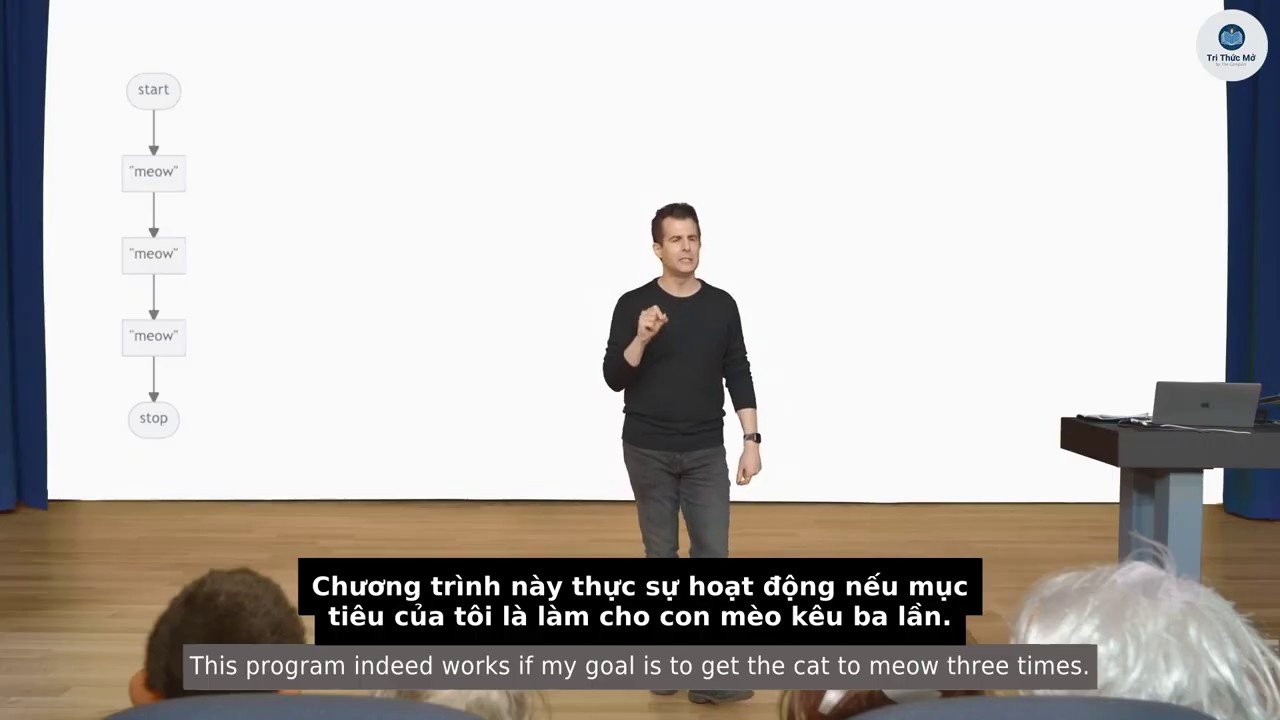 start
"meow"
"meow"
"meow"
stop
Tri Thức Mở
Chương trình này thực sự hoạt động nếu mục
tiêu của tôi là làm cho con mèo kêu ba lần.
This program indeed works if my goal is to get the cat to meow three times.